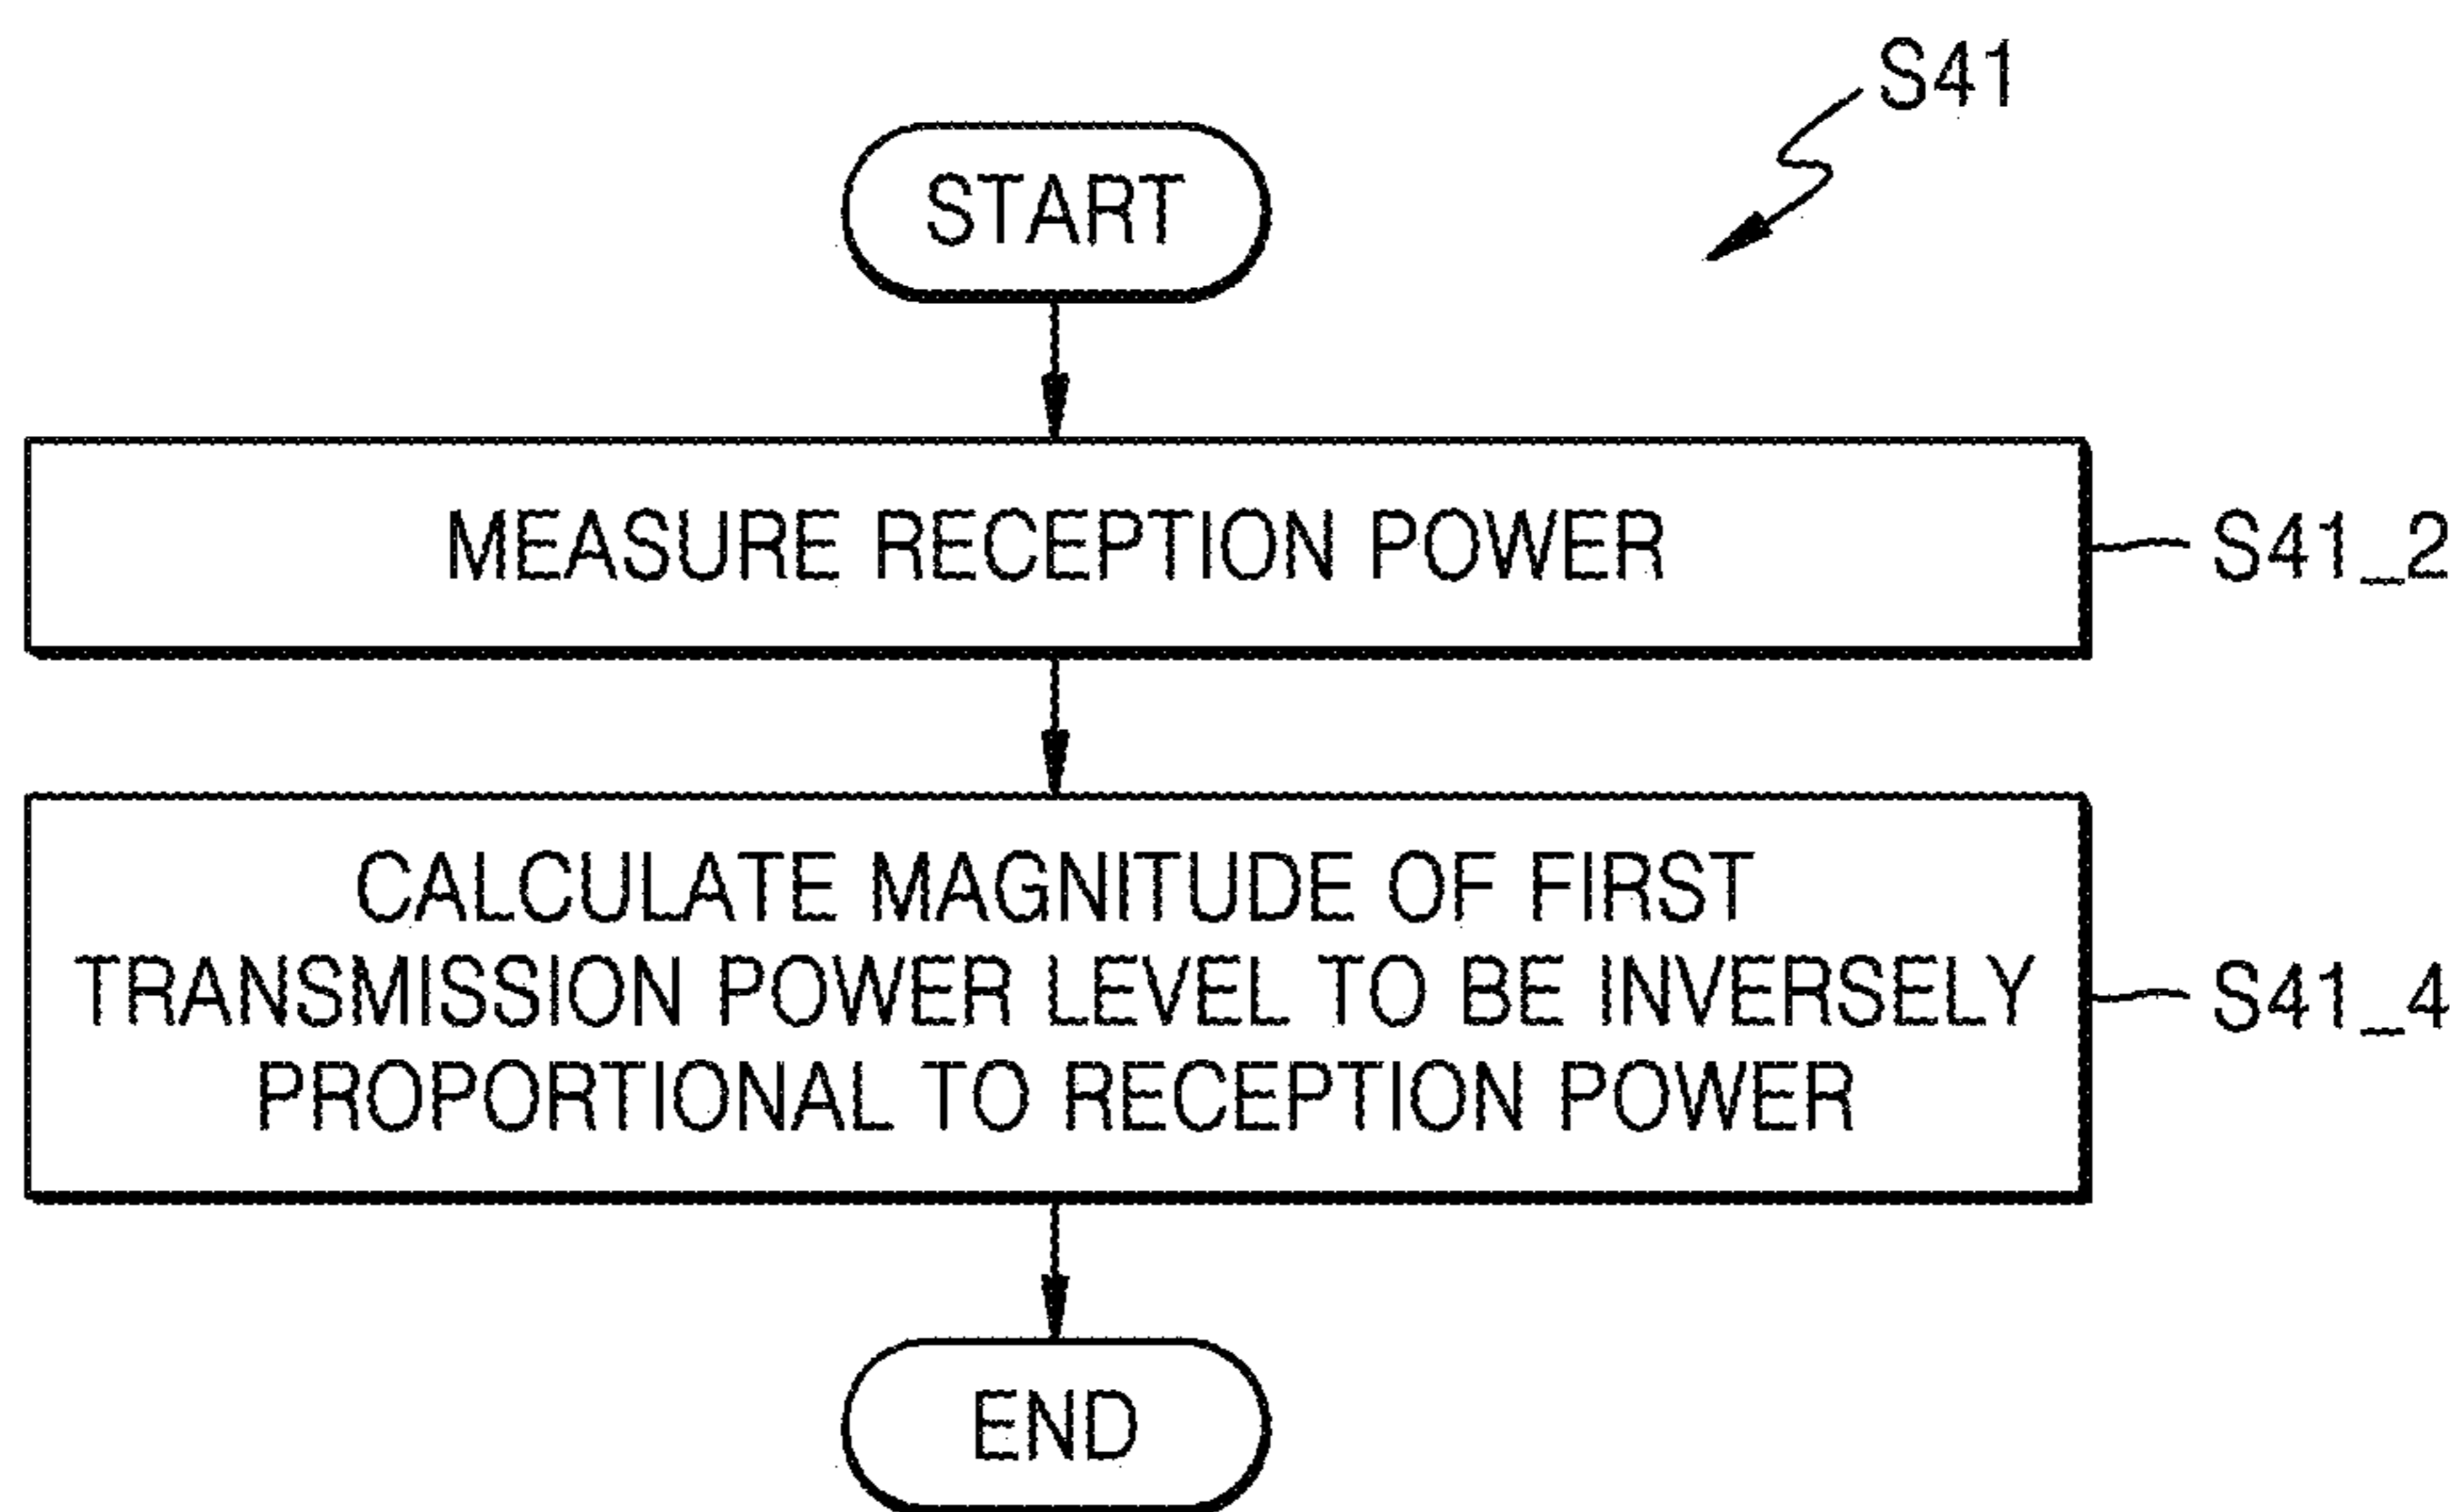 S41
START
MEASURE RECEPTION POWER
S41_2
CALCULATE MAGNITUDE OF FIRST
TRANSMISSION POWER LEVEL TO BE INVERSELY
PROPORTIONAL TO RECEPTION POWER
S41_4
END